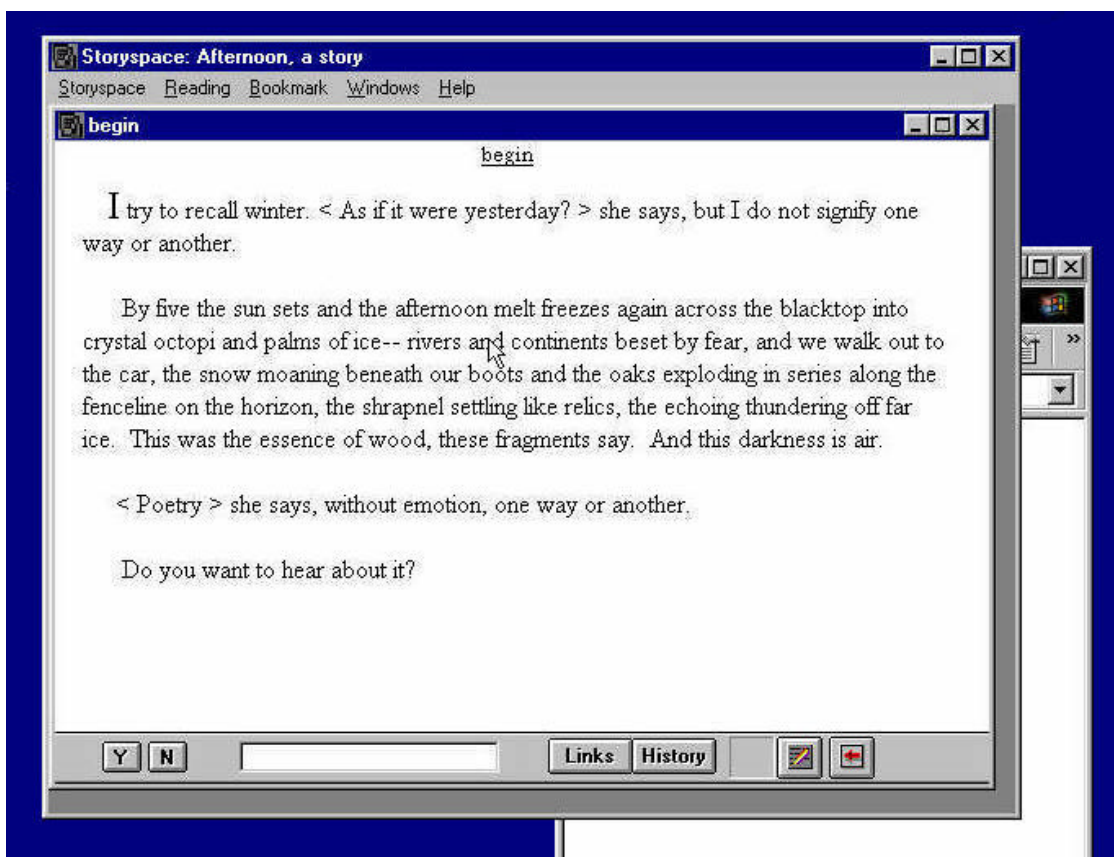 Storyspace: Afternoon, a story
Storyspace Reading Bookmark Windows Help
begin
begin
I try to recall winter. < As if it were yesterday? > she says, but I do not signify one
way or another.
By five the sun sets and the afternoon melt freezes again across the blacktop into
crystal octopi and palms of ice-- rivers and continents beset by fear, and we walk out to
the car, the snow moaning beneath our boots and the oaks exploding in series along the
fenceline on the horizon, the shrapnel settling like relics, the echoing thundering off far
ice. This was the essence of wood, these fragments say. And this darkness is air.
< Poetry > she says, without emotion, one way or another.
Do you want to hear about it?
Y N Links History